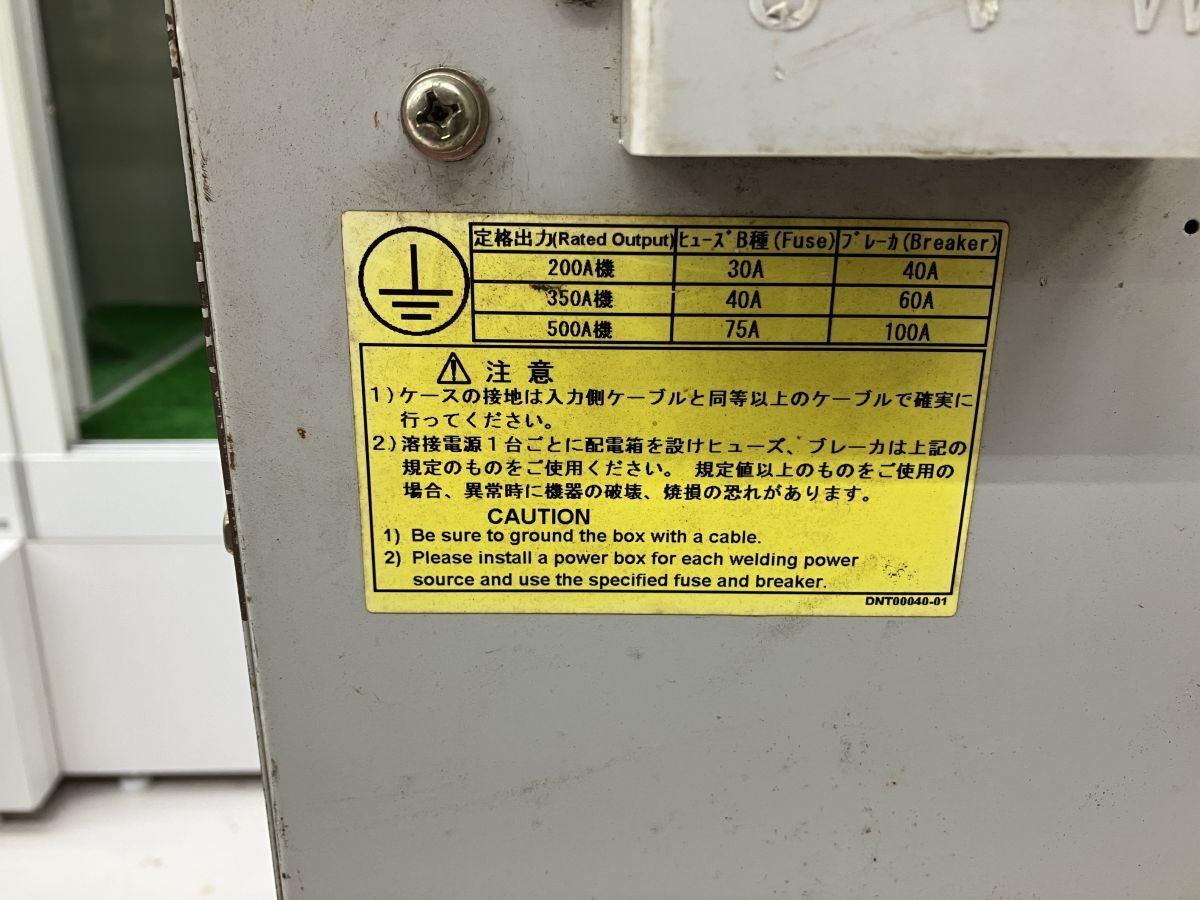 定格出力(Rated Output) ﾋｭｰｽﾞB種(Fuse) ﾌﾞﾚｰｶ(Breaker)
200A機 30A 40A
350A機 40A 60A
500A機 75A 100A
⚠ 注 意
1)ケースの接地は入力側ケーブルと同等以上のケーブルで確実に
行ってください。
2)溶接電源1台ごとに配電箱を設けヒューズ、ブレーカは上記の
規定のものをご使用ください。 規定値以上のものをご使用の
場合、異常時に機器の破壊、焼損の恐れがあります。
CAUTION
1) Be sure to ground the box with a cable.
2) Please install a power box for each welding power
source and use the specified fuse and breaker.
DNT00040-01